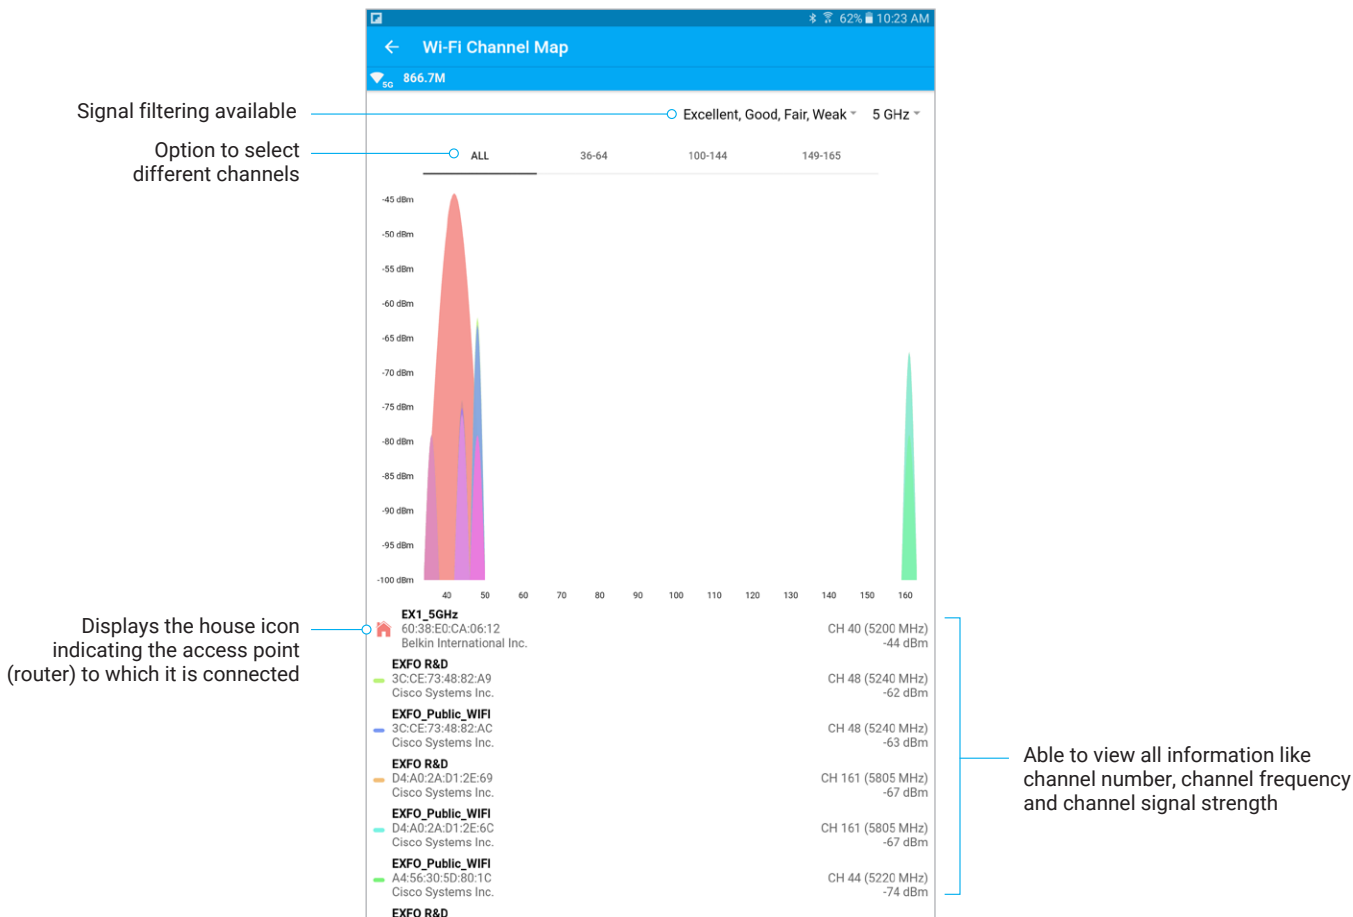 62% 10:23 AM
Wi-Fi Channel Map
5G 866.7M
Signal filtering available
Excellent, Good, Fair, Weak 5 GHz
Option to select
different channels
ALL 36-64 100-144 149-165
-45 dBm
-50 dBm
-55 dBm
-60 dBm
-65 dBm
-70 dBm
-75 dBm
-80 dBm
-85 dBm
-90 dBm
-95 dBm
-100 dBm
40 50 60 70 80 90 100 110 120 130 140 150 160
Displays the house icon
indicating the access point
(router) to which it is connected
EX1_5GHz
60:38:E0:CA:06:12 CH 40 (5200 MHz)
Belkin International Inc. -44 dBm
EXFO R&D
3C:CE:73:48:82:A9 CH 48 (5240 MHz)
Cisco Systems Inc. -62 dBm
EXFO_Public_WIFI
3C:CE:73:48:82:AC CH 48 (5240 MHz)
Cisco Systems Inc. -63 dBm
EXFO R&D
D4:A0:2A:D1:2E:69 CH 161 (5805 MHz)
Cisco Systems Inc. -67 dBm
EXFO_Public_WIFI
D4:A0:2A:D1:2E:6C CH 161 (5805 MHz)
Cisco Systems Inc. -67 dBm
EXFO_Public_WIFI
A4:56:30:5D:80:1C CH 44 (5220 MHz)
Cisco Systems Inc. -74 dBm
EXFO R&D
Able to view all information like
channel number, channel frequency
and channel signal strength